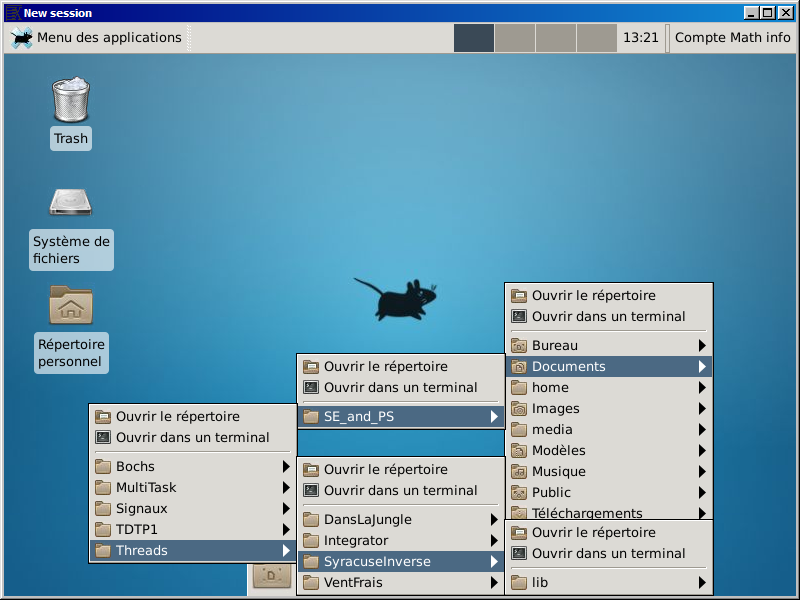 New session
Menu des applications
13:21
Compte Math info
Trash
Système de
fichiers
Répertoire
personnel
Ouvrir le répertoire
Ouvrir dans un terminal
Bureau
Documents
home
Images
media
Modèles
Musique
Public
Téléchargements
Ouvrir le répertoire
Ouvrir dans un terminal
SE_and_PS
Ouvrir le répertoire
Ouvrir dans un terminal
Bochs
MultiTask
Signaux
TDTP1
Threads
Ouvrir le répertoire
Ouvrir dans un terminal
DansLaJungle
Integrator
SyracuseInverse
VentFrais
Ouvrir le répertoire
Ouvrir dans un terminal
lib